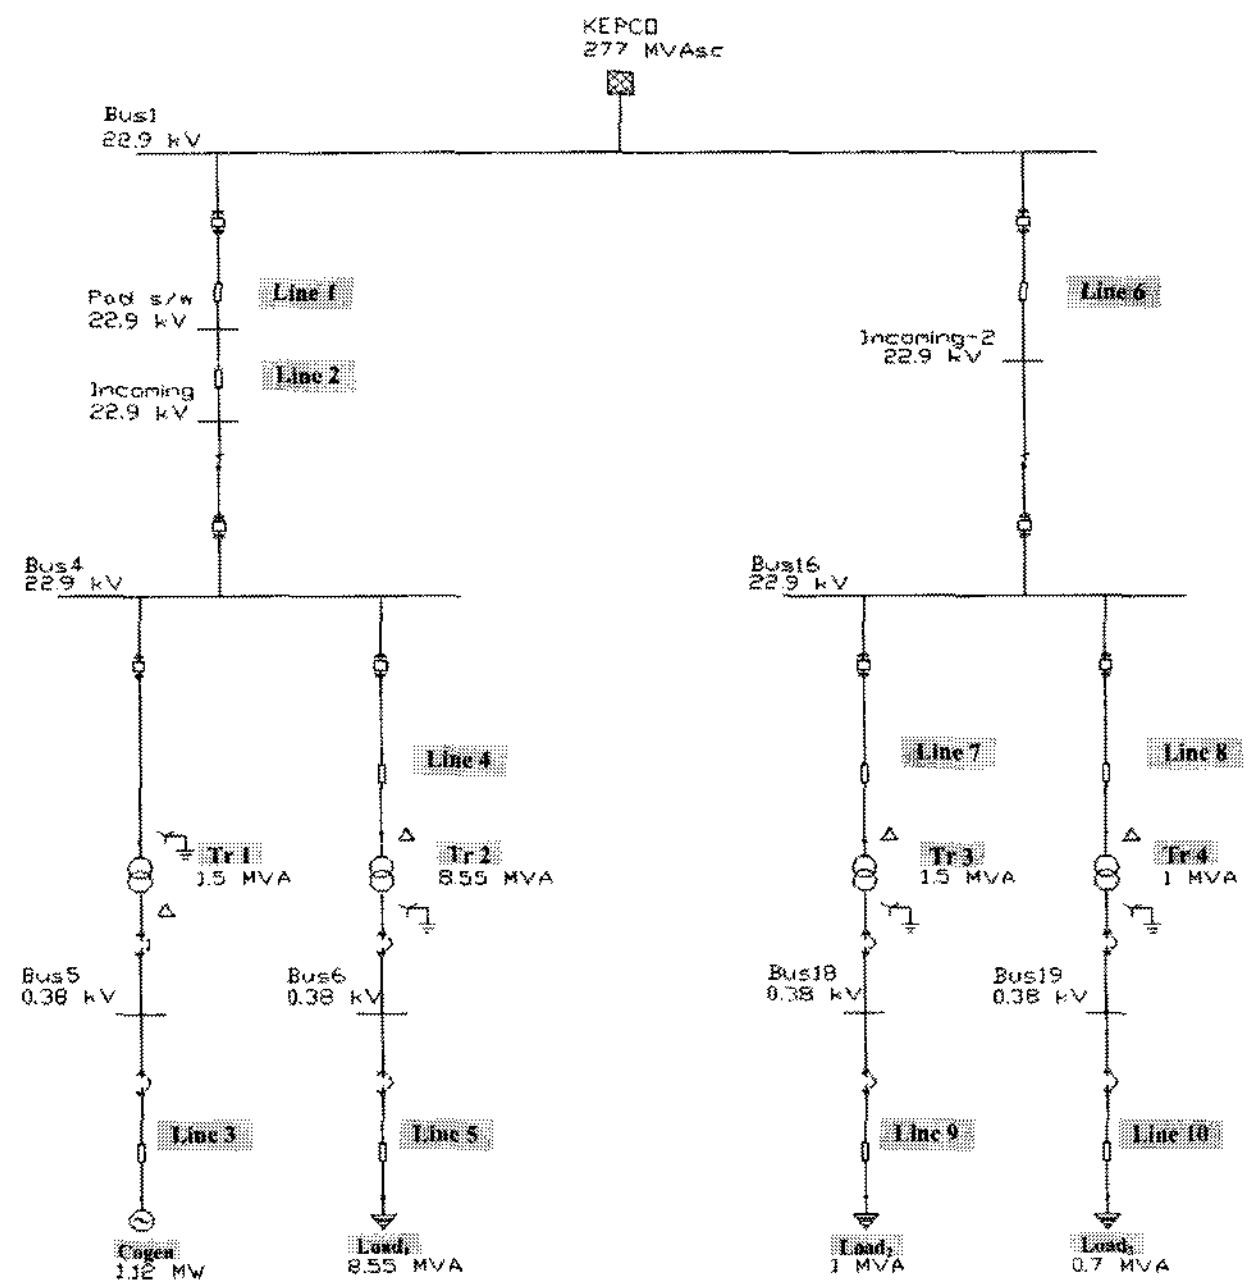 KEPCO
277 MVAsc
Bus1
22.9 kV
Line 1
Pad s/w
22.9 kV
Line 2
Incoming
22.9 kV
Line 6
Incoming-2
22.9 kV
Bus4
22.9 kV
Bus16
22.9 kV
Line 4
Line 7
Line 8
Tr 1
1.5 MVA
Tr 2
8.55 MVA
Tr 3
1.5 MVA
Tr 4
1 MVA
Bus5
0.38 kV
Bus6
0.38 kV
Bus18
0.38 kV
Bus19
0.38 kV
Line 3
Line 5
Line 9
Line 10
Cogen
1.12 MW
Load₁
8.55 MVA
Load₂
1 MVA
Load₃
0.7 MVA